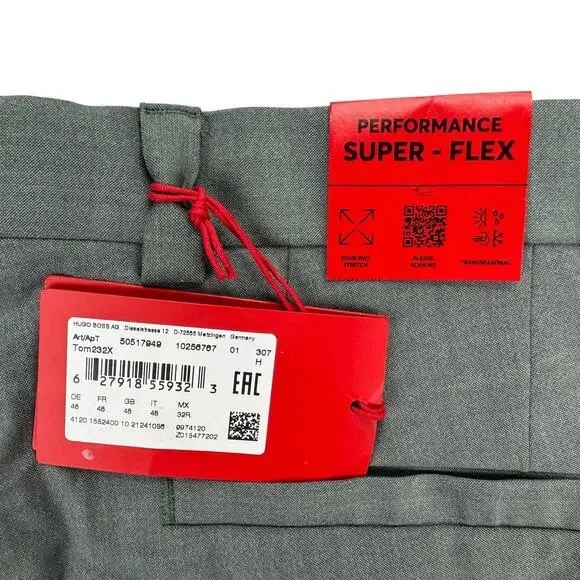 PERFORMANCE
SUPER - FLEX
FOUR WAY
STRETCH
PLEASE
SCAN ME
TRANSSEASONAL
HUGO BOSS AG Dieselstrasse 12 D-72555 Metzingen Germany
Art/ApT 50517949 10256767 01 307
Tom232X H
6 27918 55932 3
EAC
DE FR GB IT MX
48 48 48 48 32R
4120 1552400 10 21241056 9974120
Z015477202